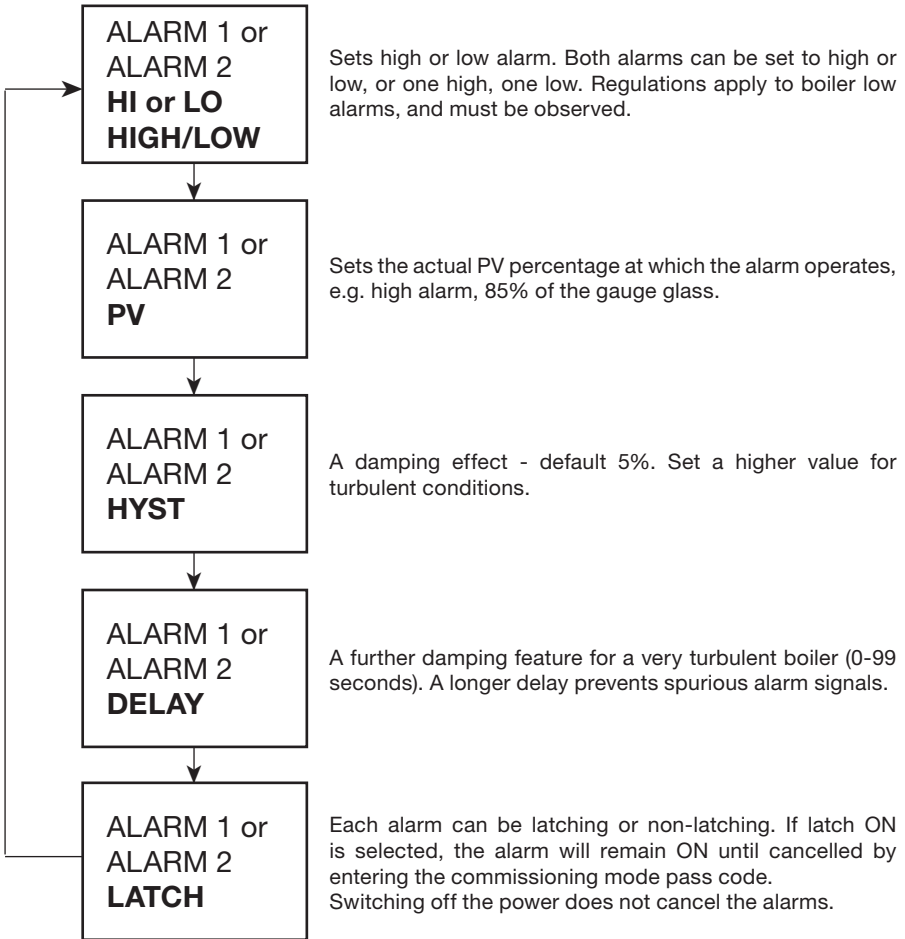 ALARM 1 or
ALARM 2
HI or LO
HIGH/LOW
Sets high or low alarm. Both alarms can be set to high or
low, or one high, one low. Regulations apply to boiler low
alarms, and must be observed.
ALARM 1 or
ALARM 2
PV
Sets the actual PV percentage at which the alarm operates,
e.g. high alarm, 85% of the gauge glass.
ALARM 1 or
ALARM 2
HYST
A damping effect - default 5%. Set a higher value for
turbulent conditions.
ALARM 1 or
ALARM 2
DELAY
A further damping feature for a very turbulent boiler (0-99
seconds). A longer delay prevents spurious alarm signals.
ALARM 1 or
ALARM 2
LATCH
Each alarm can be latching or non-latching. If latch ON
is selected, the alarm will remain ON until cancelled by
entering the commissioning mode pass code.
Switching off the power does not cancel the alarms.